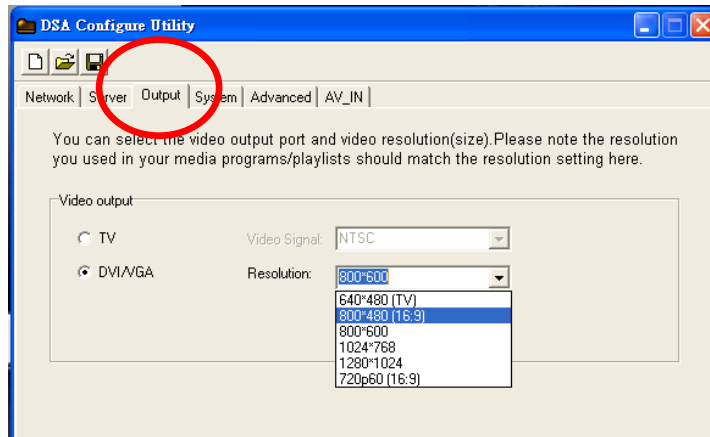 DSA Configure Utility
Network Server Output System Advanced AV_IN
You can select the video output port and video resolution(size).Please note the resolution
you used in your media programs/playlists should match the resolution setting here.
Video output
TV Video Signal: NTSC
DVI/VGA Resolution: 800*600
640*480 (TV)
800*480 (16:9)
800*600
1024*768
1280*1024
720p60 (16:9)